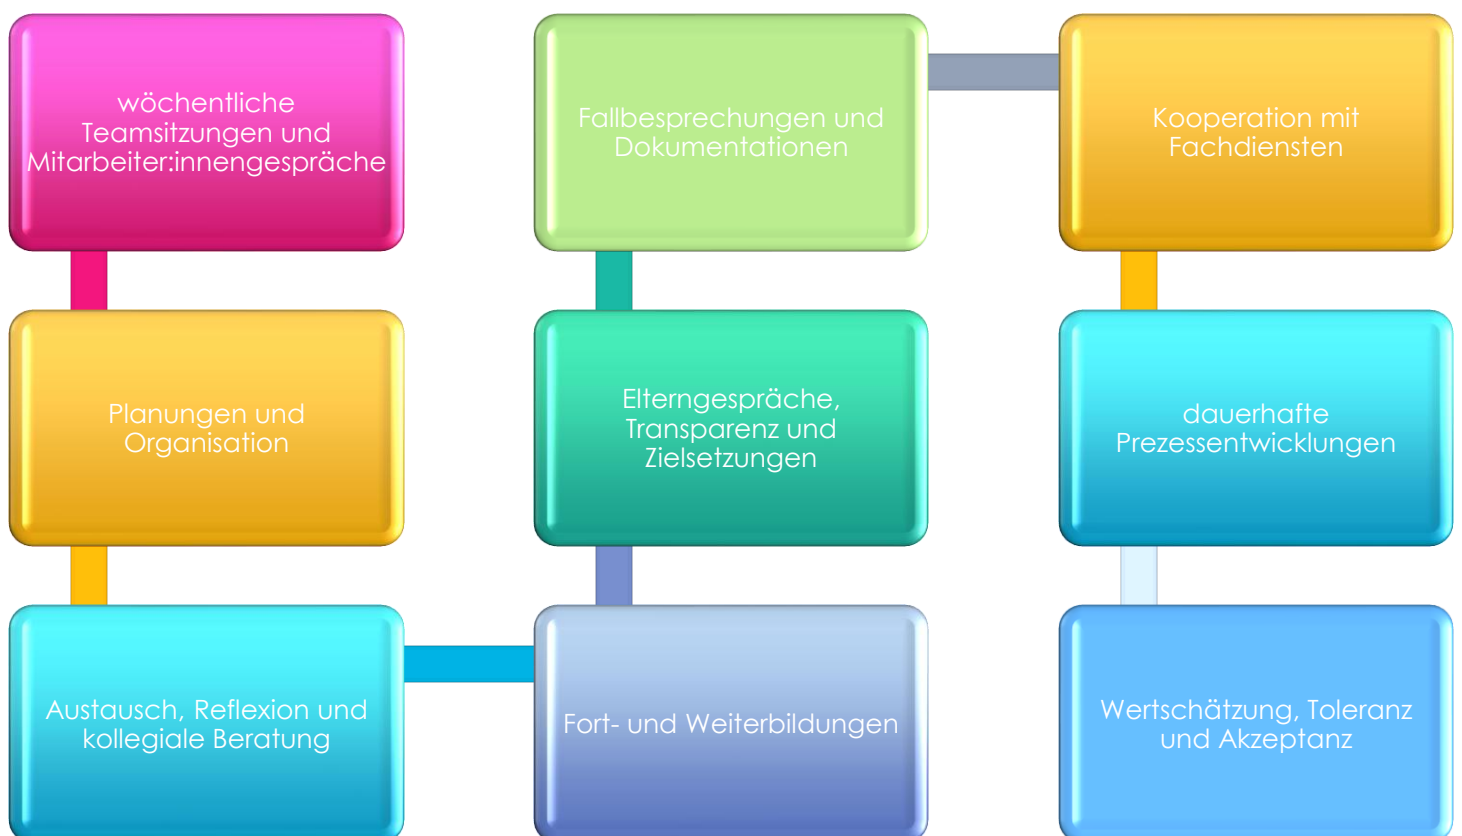 wöchentliche
Teamsitzungen und
Mitarbeiter:innengespräche
Planungen und
Organisation
Austausch, Reflexion und
kollegiale Beratung
Fort- und Weiterbildungen
Elterngespräche,
Transparenz und
Zielsetzungen
Fallbesprechungen und
Dokumentationen
Kooperation mit
Fachdiensten
dauerhafte
Prezessentwicklungen
Wertschätzung, Toleranz
und Akzeptanz